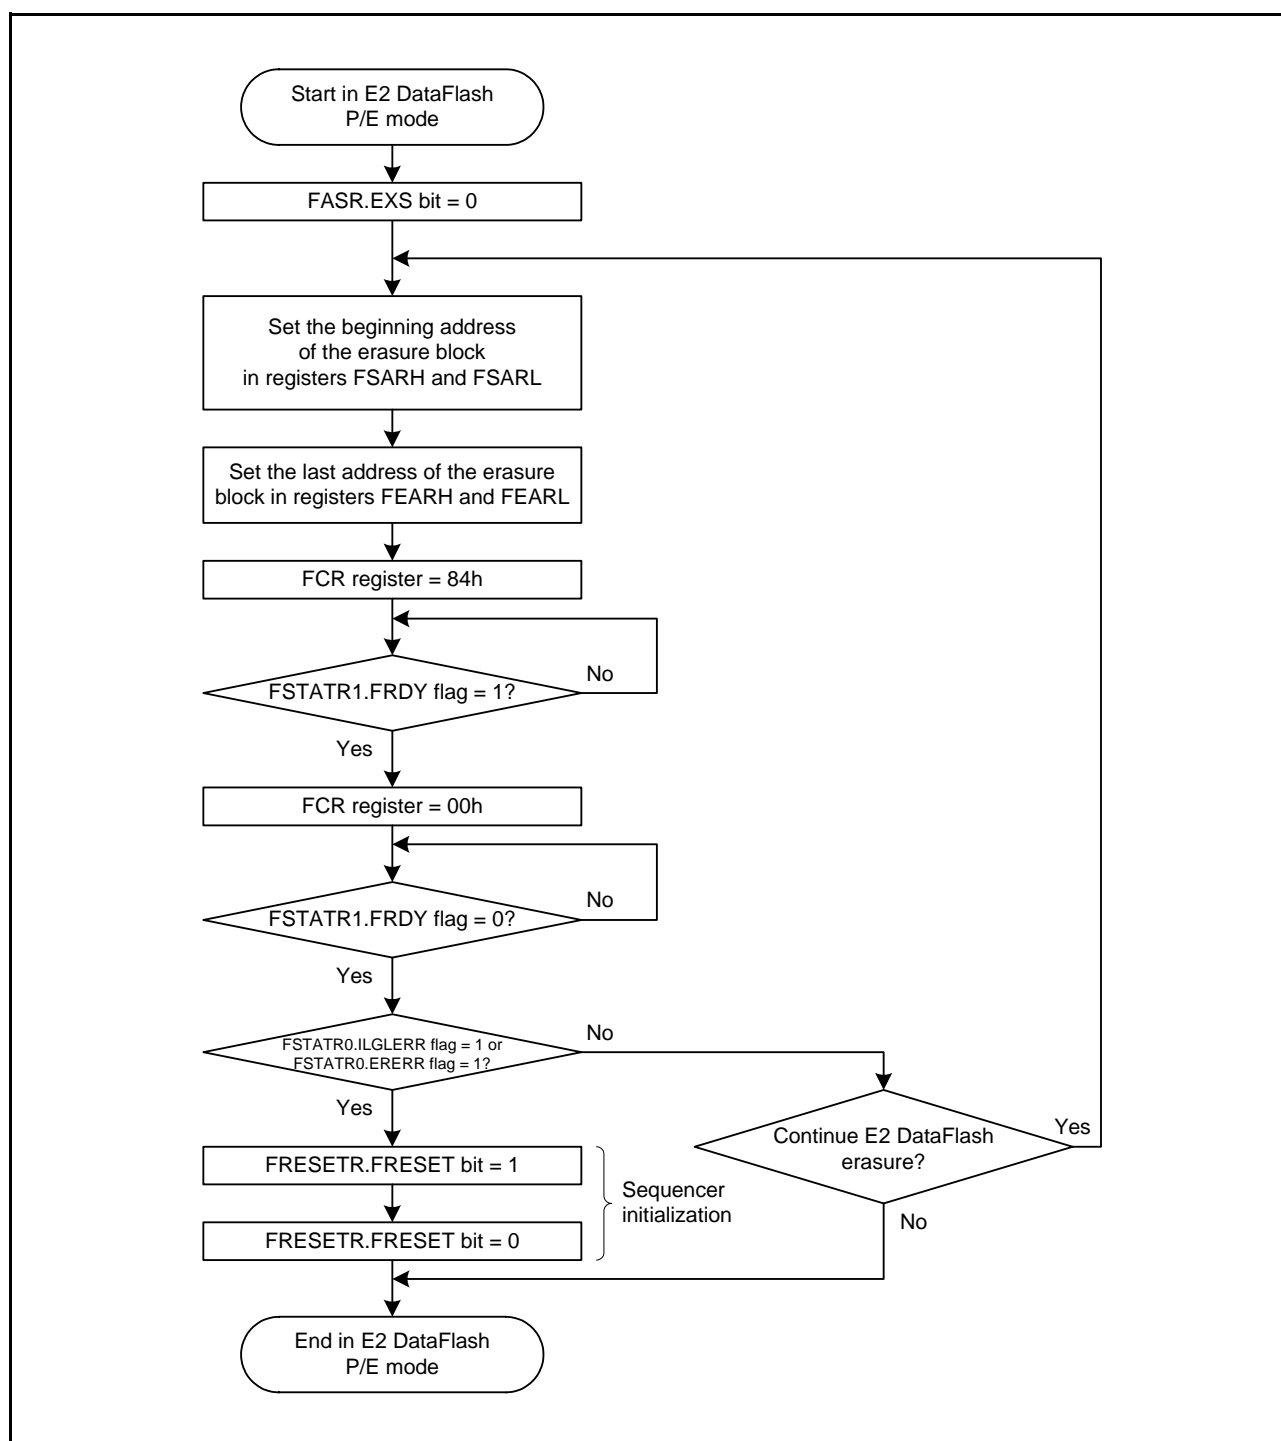 Start in E2 DataFlash
P/E mode
FASR.EXS bit = 0
Set the beginning address
of the erasure block
in registers FSARH and FSARL
Set the last address of the erasure
block in registers FEARH and FEARL
FCR register = 84h
FSTATR1.FRDY flag = 1?
No
Yes
FCR register = 00h
FSTATR1.FRDY flag = 0?
No
Yes
FSTATR0.ILGLERR flag = 1 or
FSTATR0.ERERR flag = 1?
No
Yes
Continue E2 DataFlash
erasure?
Yes
No
FRESETR.FRESET bit = 1
FRESETR.FRESET bit = 0
Sequencer
initialization
End in E2 DataFlash
P/E mode